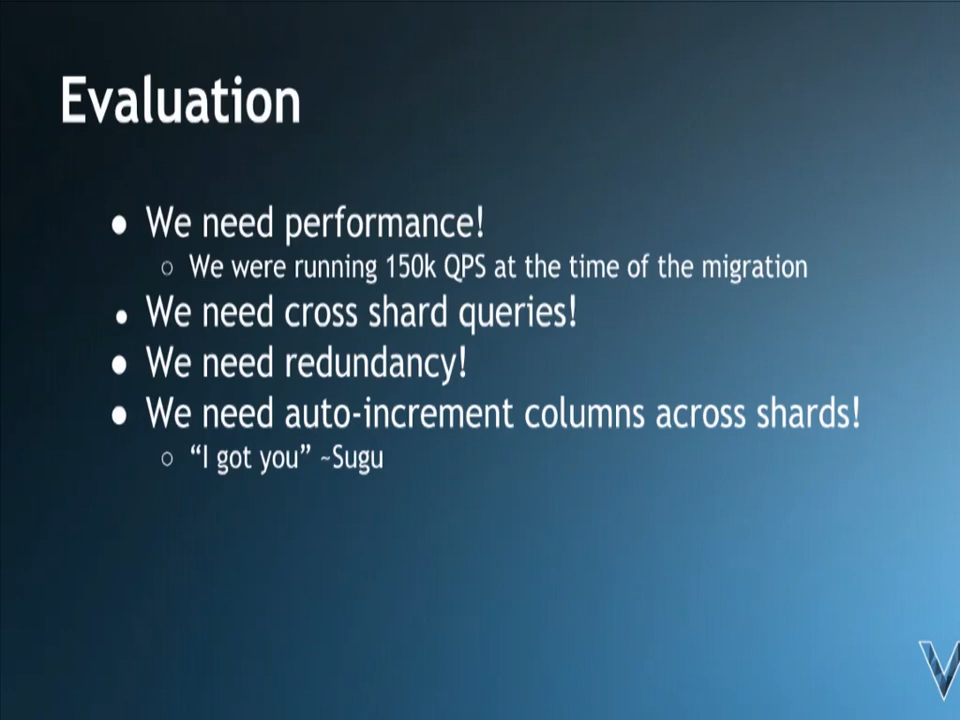 Evaluation
● We need performance!
○ We were running 150k QPS at the time of the migration
● We need cross shard queries!
● We need redundancy!
● We need auto-increment columns across shards!
○ “I got you” ~Sugu
V